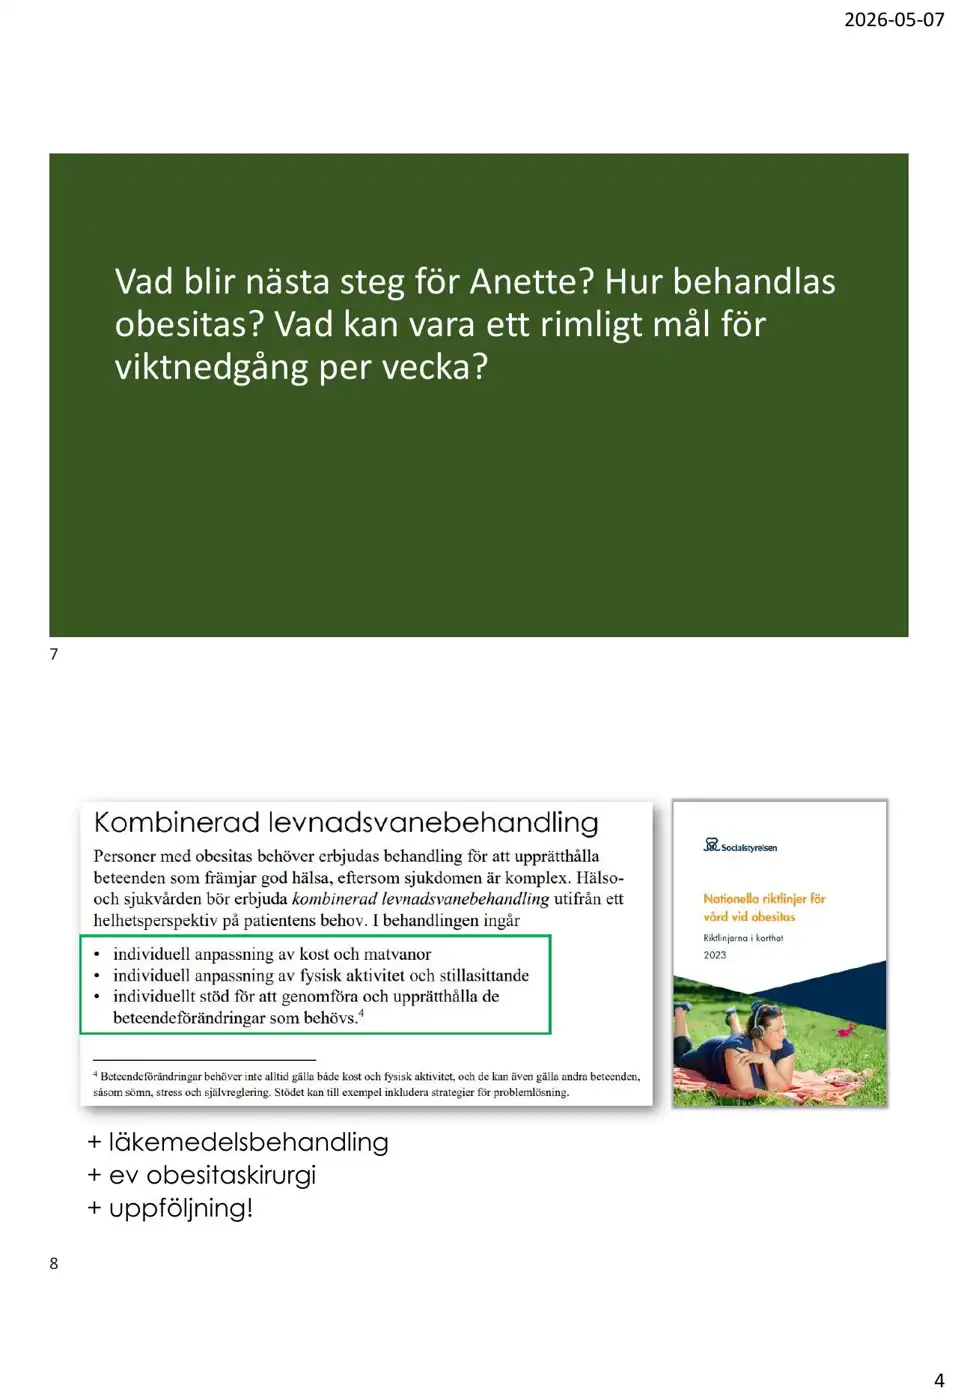 2026-05-07
Vad blir nästa steg för Anette? Hur behandlas
obesitas? Vad kan vara ett rimligt mål för
viktnedgång per vecka?
7
Kombinerad levnadsvanebehandling
Personer med obesitas behöver erbjudas behandling för att upprätthålla
beteenden som främjar god hälsa, eftersom sjukdomen är komplex. Hälso-
och sjukvården bör erbjuda kombinerad levnadsvanebehandling utifrån ett
helhetsperspektiv på patientens behov. I behandlingen ingår
• individuell anpassning av kost och matvanor
• individuell anpassning av fysisk aktivitet och stillasittande
• individuellt stöd för att genomföra och upprätthålla de
beteendeförändringar som behövs.4
4 Beteendeförändringar behöver inte alltid gälla både kost och fysisk aktivitet, och de kan även gälla andra beteenden,
såsom sömn, stress och självreglering. Stödet kan till exempel inkludera strategier för problemlösning.
Socialstyrelsen
Nationella riktlinjer för
vård vid obesitas
Riktlinjerna i korthet
2023
+ läkemedelsbehandling
+ ev obesitaskirurgi
+ uppföljning!
8
4